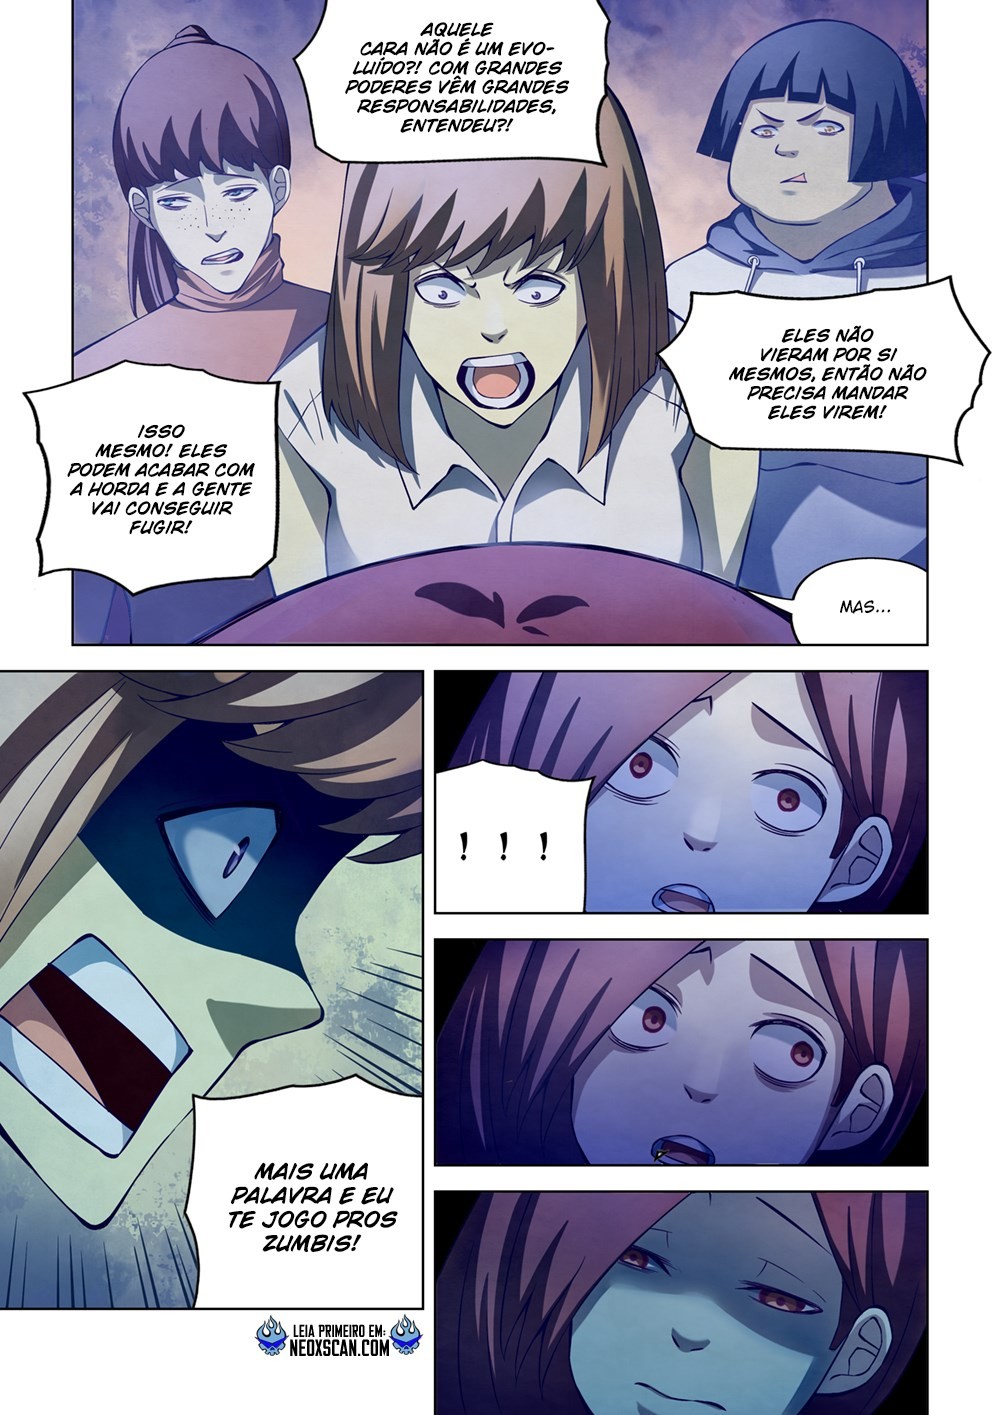 AQUELE
CARA NÃO É UM EVO-
LUÍDO?! COM GRANDES
PODERES VÊM GRANDES
RESPONSABILIDADES,
ENTENDEU?!
ELES NÃO
VIERAM POR SI
MESMOS, ENTÃO NÃO
PRECISA MANDAR
ELES VIREM!
ISSO
MESMO! ELES
PODEM ACABAR COM
A HORDA E A GENTE
VAI CONSEGUIR
FUGIR!
MAS...
! ! !
MAIS UMA
PALAVRA E EU
TE JOGO PROS
ZUMBIS!
LEIA PRIMEIRO EM:
NEOXSCAN.COM